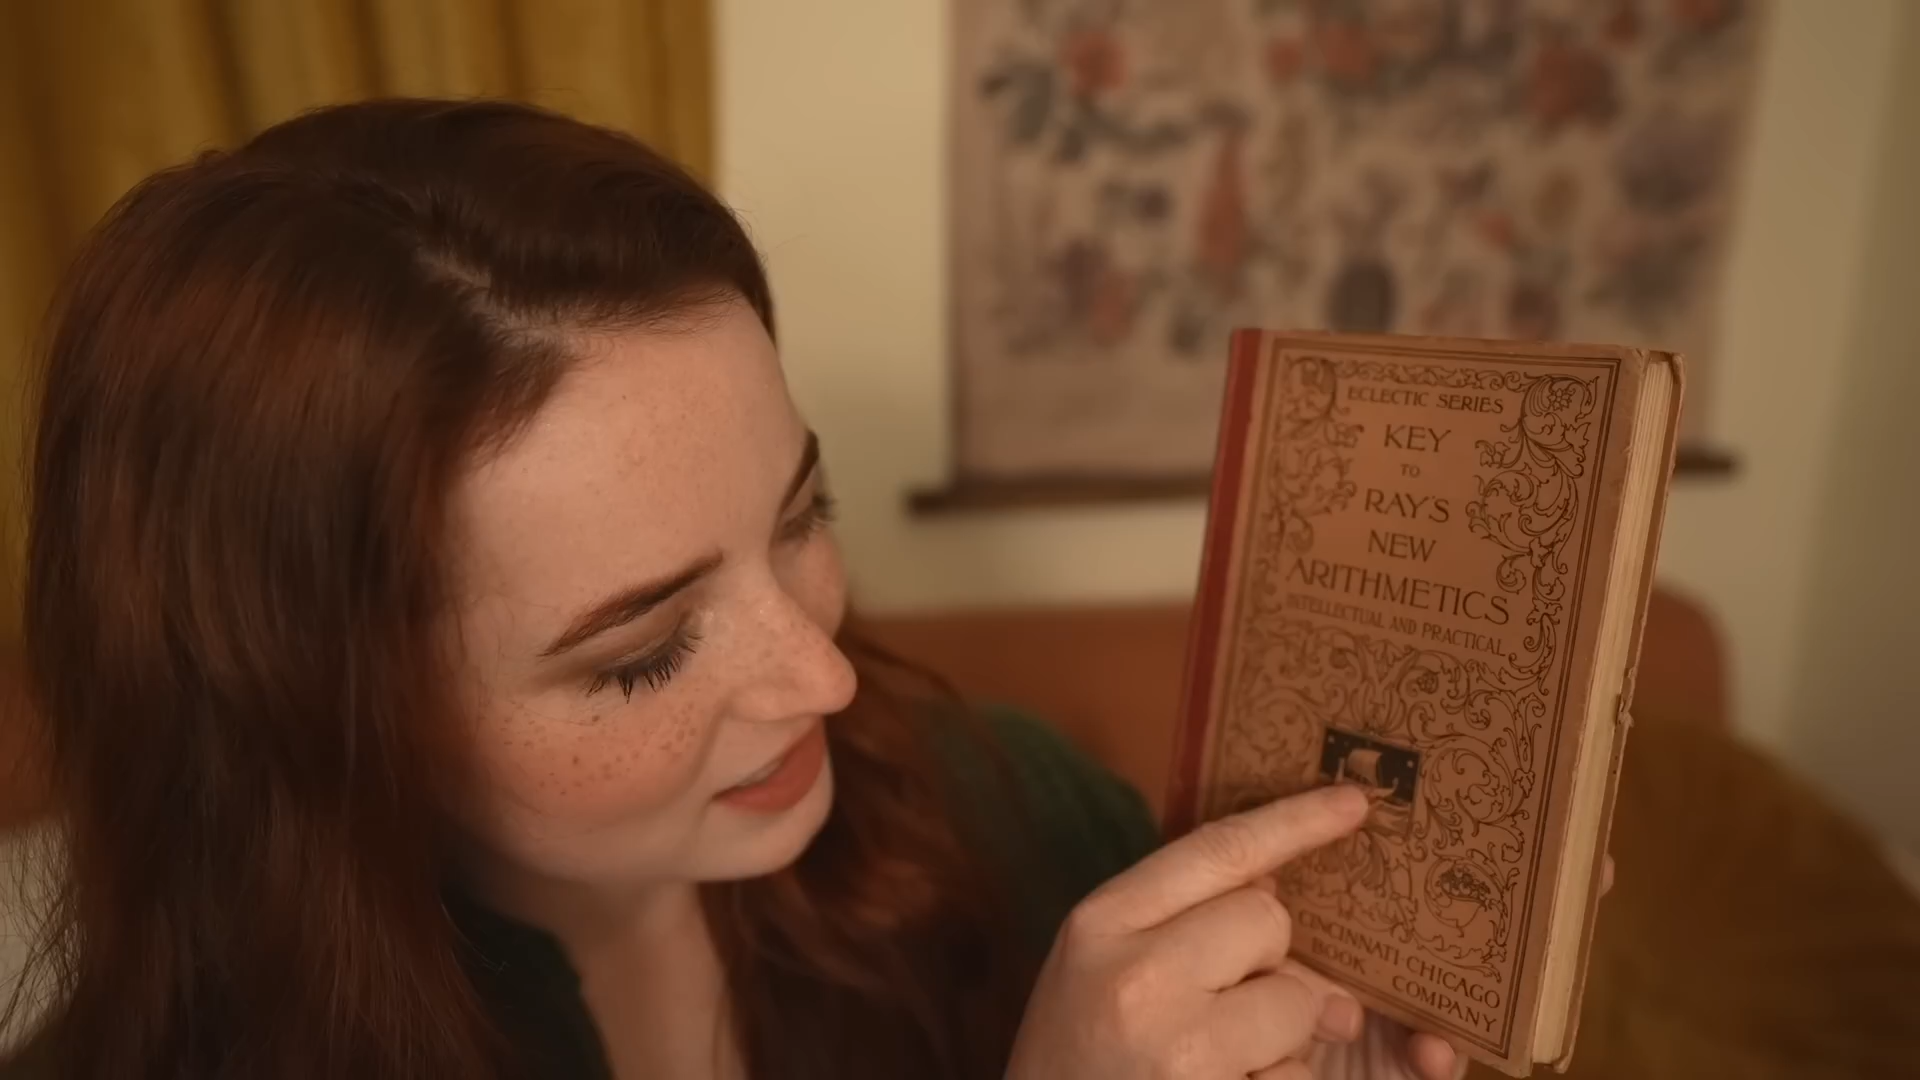 ECLECTIC SERIES
KEY
TO
RAY'S
NEW
ARITHMETICS
INTELLECTUAL AND PRACTICAL
CINCINNATI · CHICAGO
BOOK · COMPANY